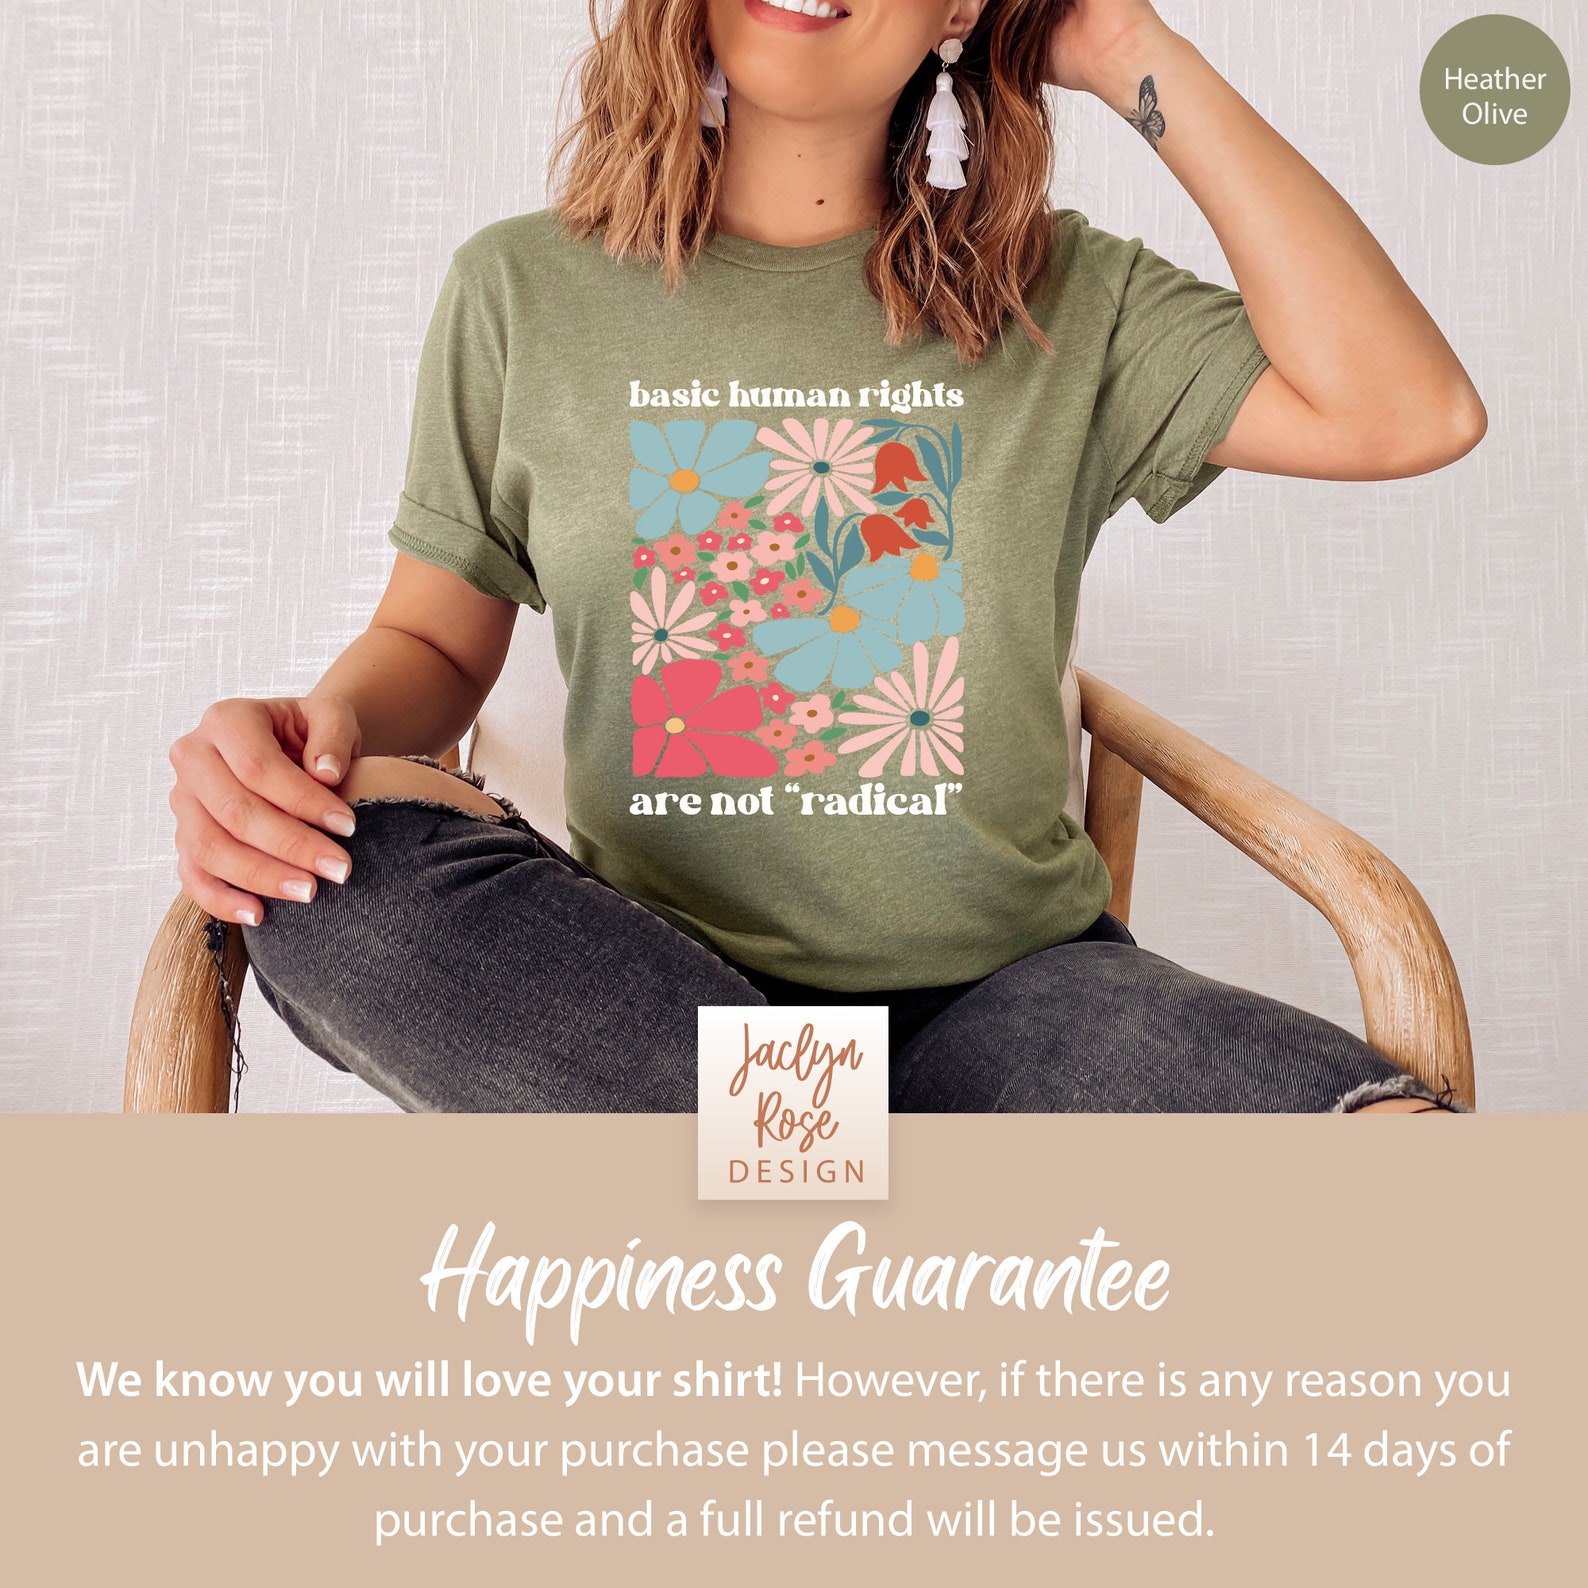 Heather
Olive
basic human rights
are not “radical”
Jaclyn
Rose
DESIGN
Happiness Guarantee
We know you will love your shirt! However, if there is any reason you
are unhappy with your purchase please message us within 14 days of
purchase and a full refund will be issued.